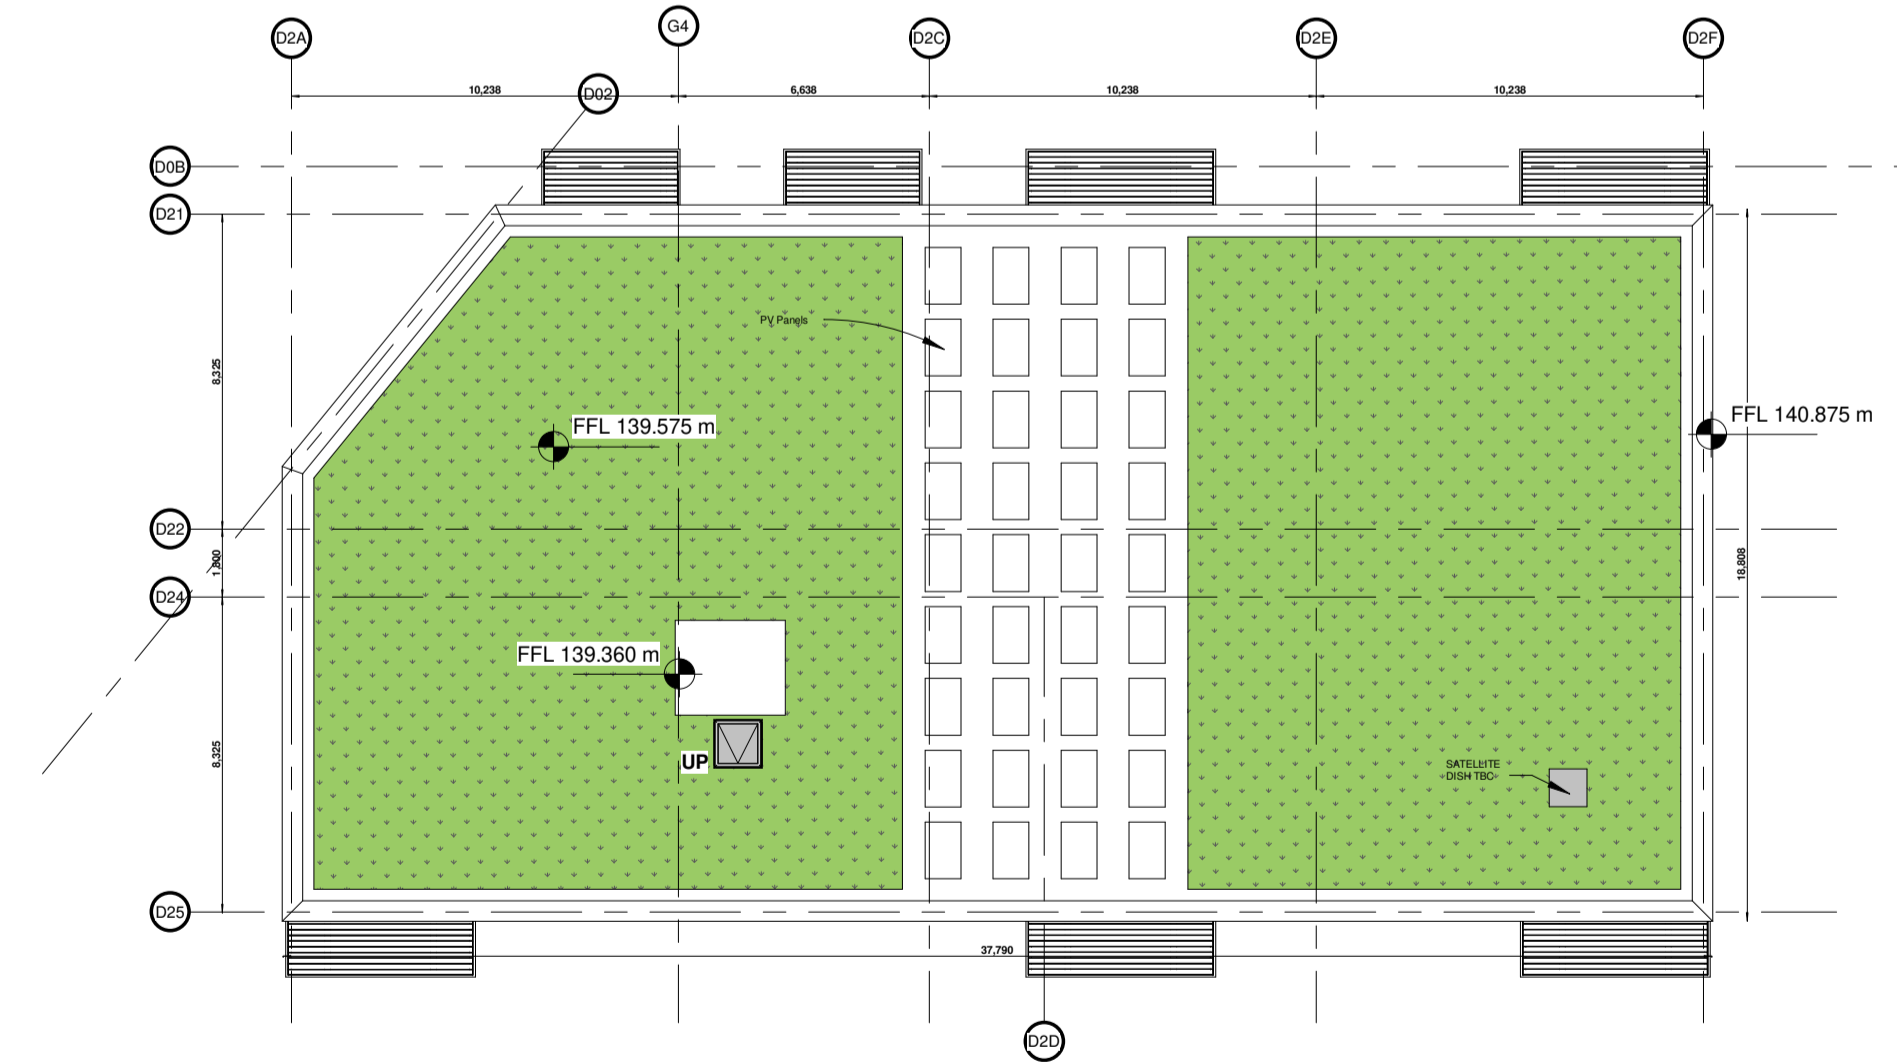 G4
D2A
D2C
D2E
D2F
10,238
D02
6,638
10,238
10,238
D0B
D21
PV Panels
8,325
FFL 140.875 m
FFL 139.575 m
D22
1,800
18,808
D24
FFL 139.360 m
8,325
UP
SATELLITE
DISH TBC
D25
37,790
D2D